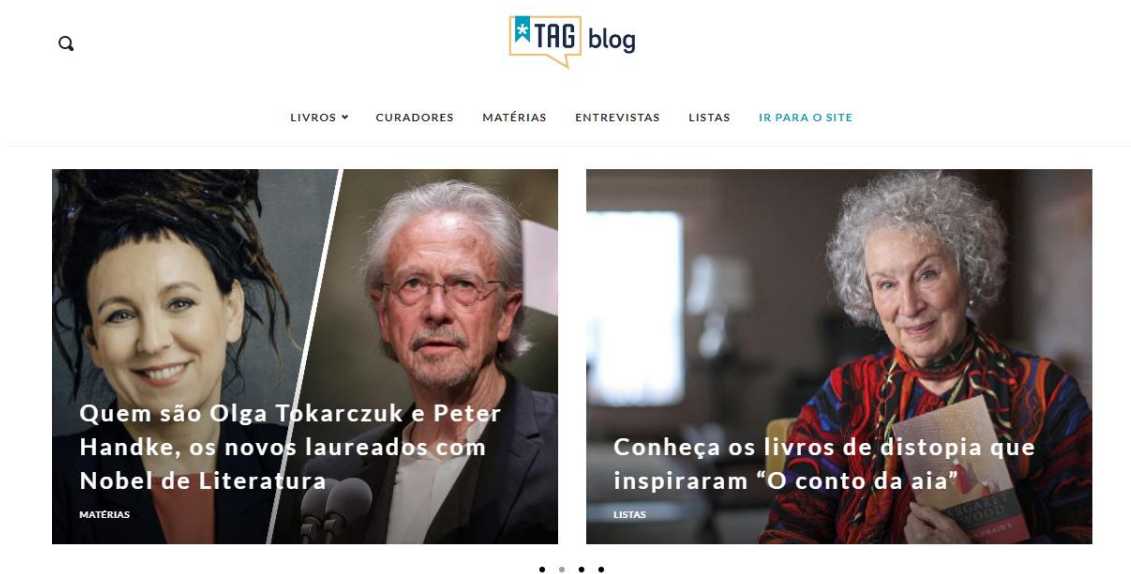 TAG blog
LIVROS CURADORES MATÉRIAS ENTREVISTAS LISTAS IR PARA O SITE
Quem são Olga Tokarczuk e Peter
Handke, os novos laureados com
Nobel de Literatura
MATÉRIAS
Conheça os livros de distopia que
inspiraram “O conto da aia”
LISTAS